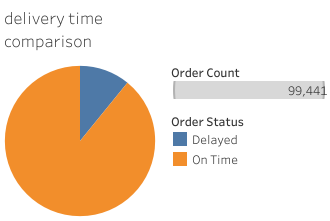 delivery time
comparison
Order Count
99,441
Order Status
Delayed
On Time